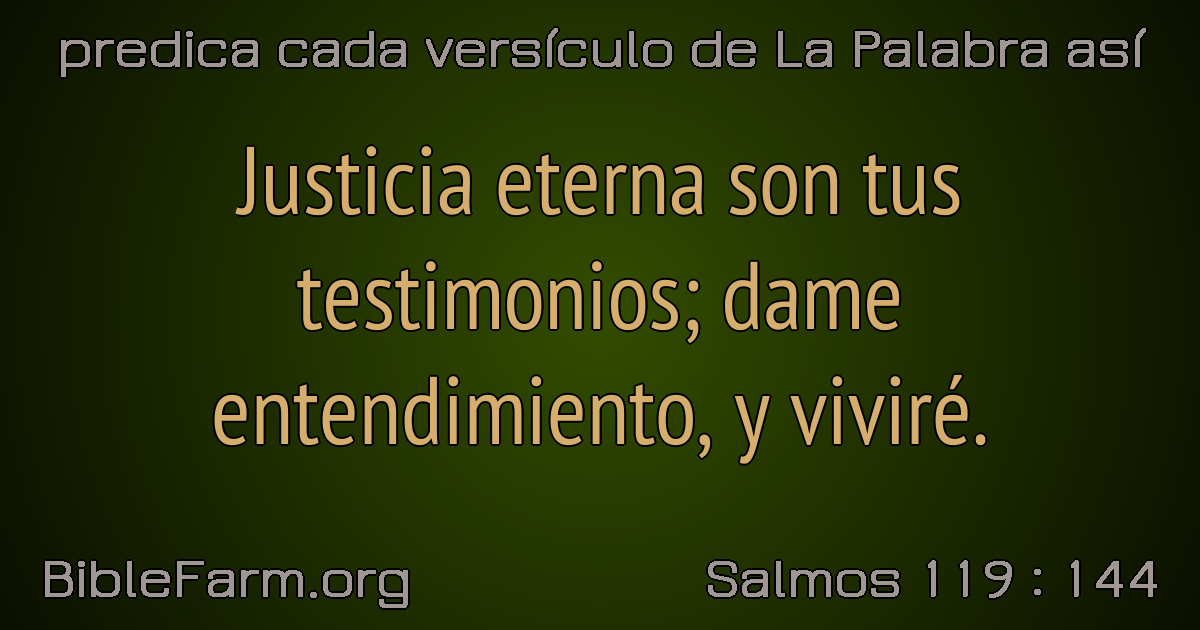 predica cada versículo de La Palabra así
Justicia eterna son tus
testimonios; dame
entendimiento, y viviré.
BibleFarm.org
Salmos 119 : 144